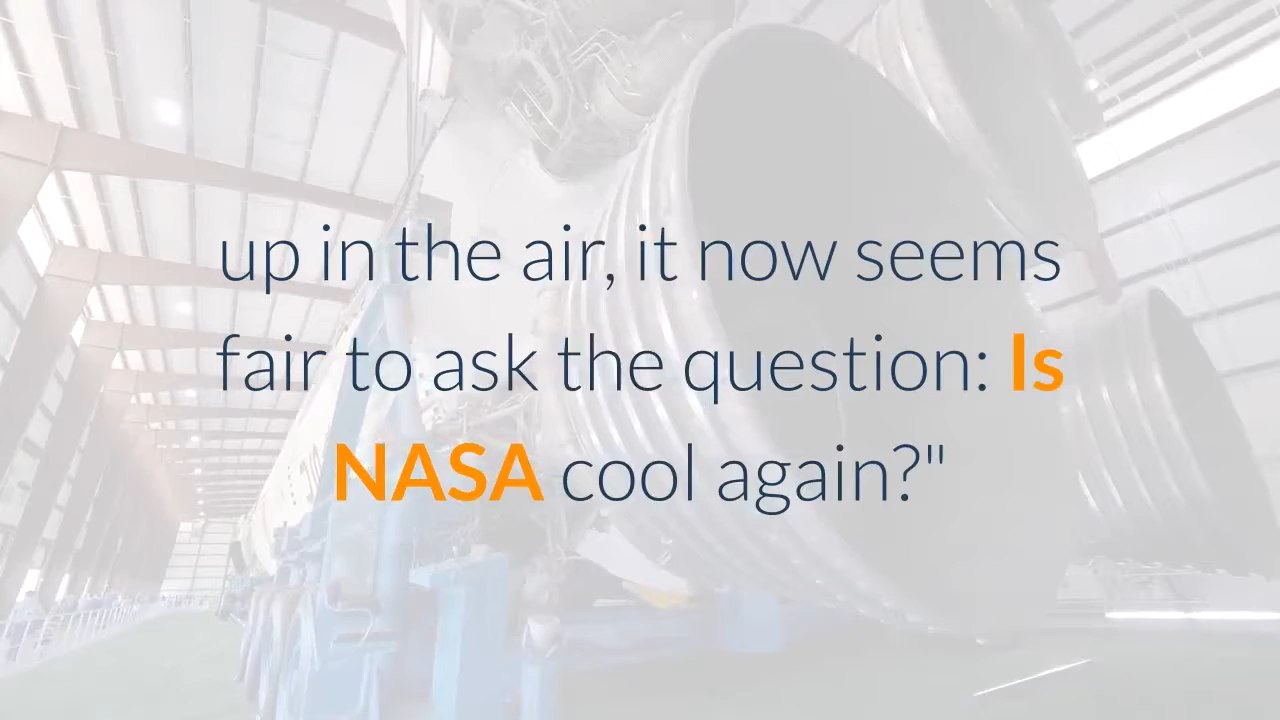 up in the air, it now seems
fair to ask the question: Is
NASA cool again?"